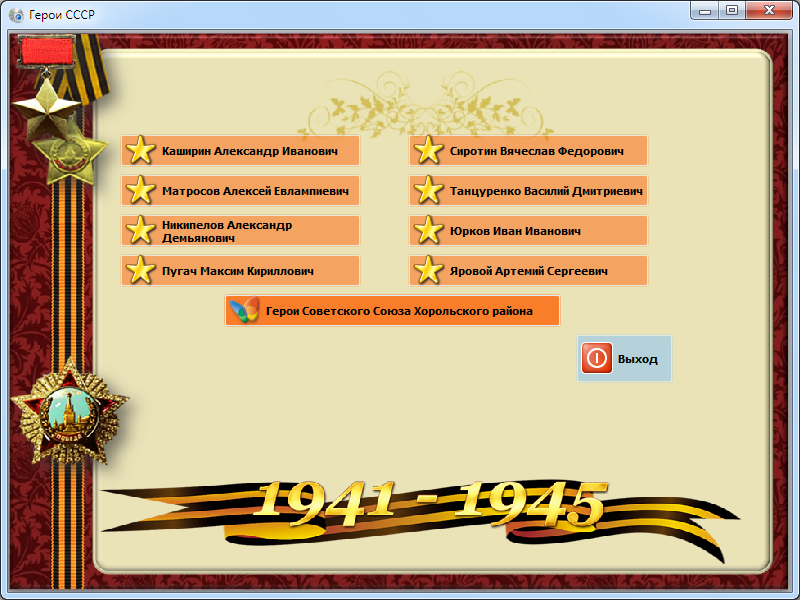 Герои СССР
Каширин Александр Иванович
Сиротин Вячеслав Федорович
Матросов Алексей Евлампиевич
Танцуренко Василий Дмитриевич
Никипелов Александр
Демьянович
Юрков Иван Иванович
Пугач Максим Кириллович
Яровой Артемий Сергеевич
Герои Советского Союза Хорольского района
Выход
ПОБЕДА
1941 - 1945